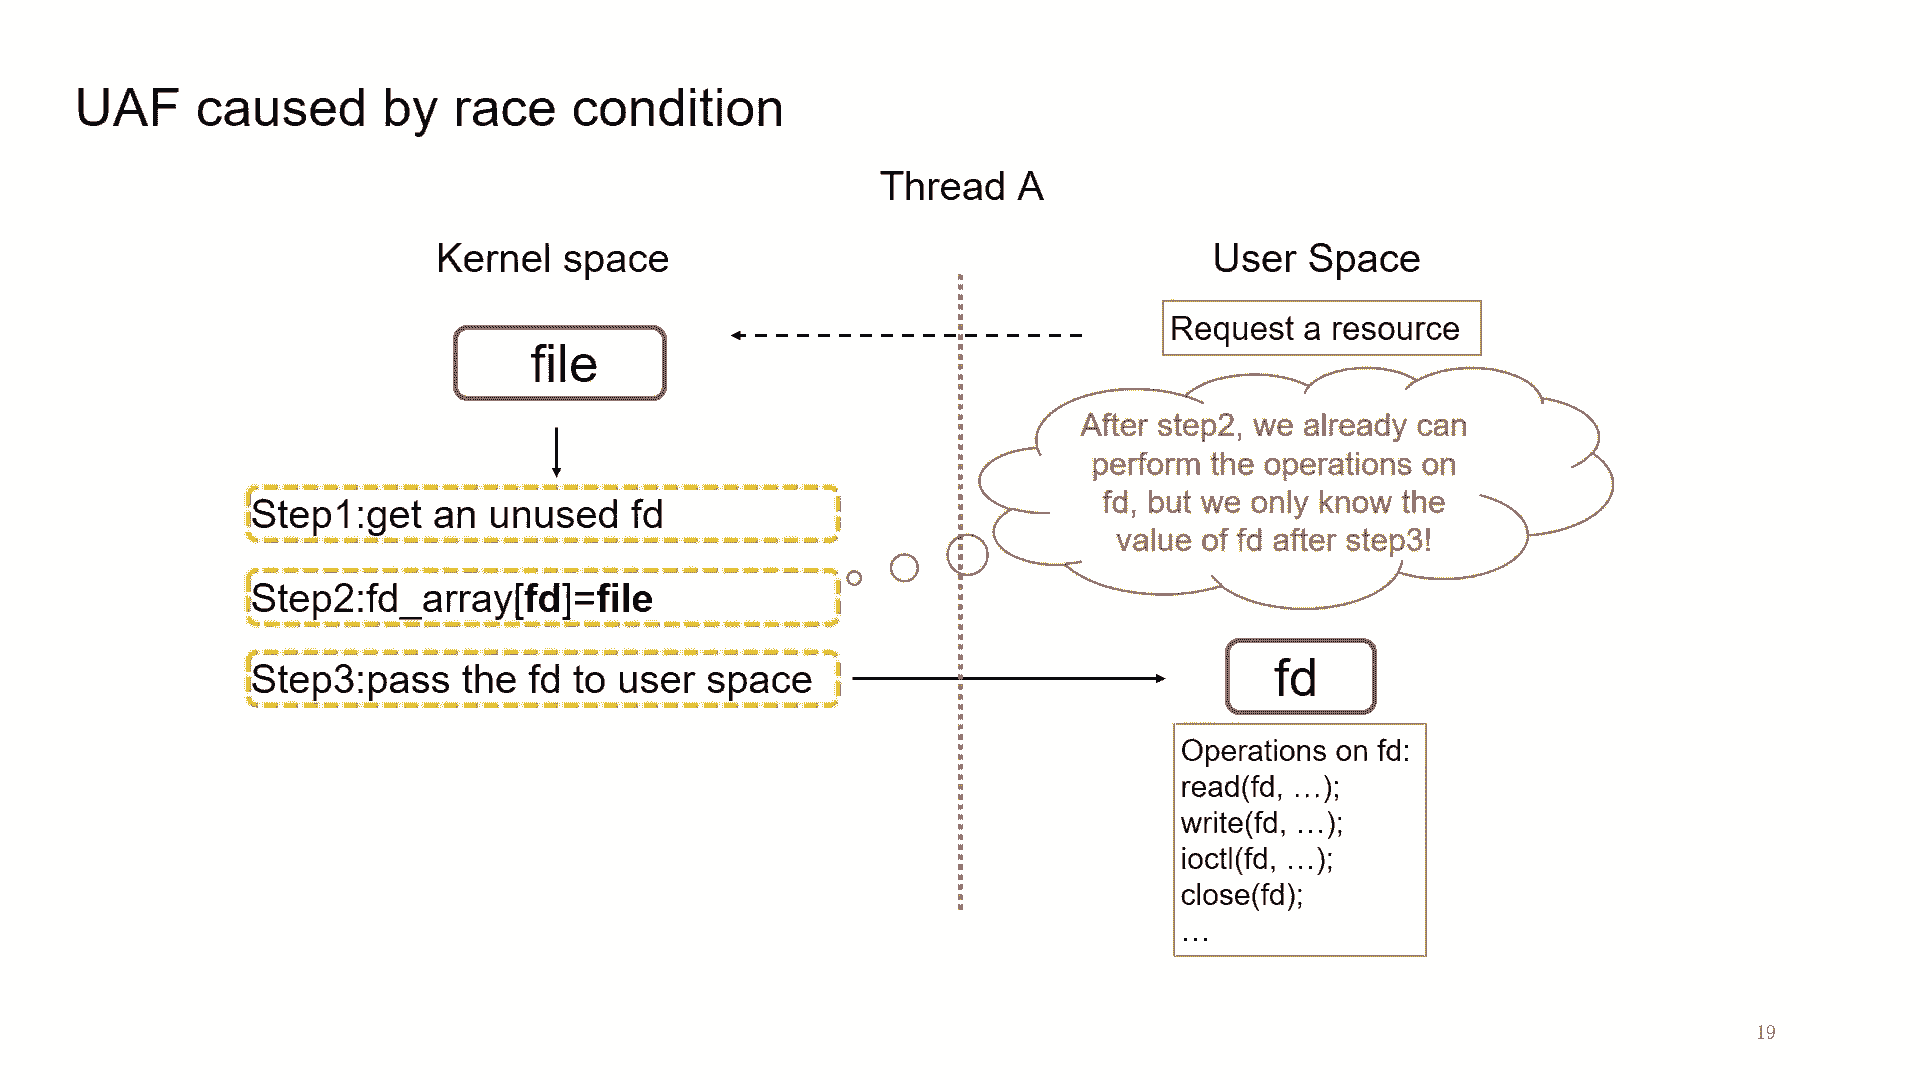 UAF caused by race condition
Thread A
Kernel space
User Space
file
Request a resource
After step2, we already can
perform the operations on
fd, but we only know the
value of fd after step3!
Step1:get an unused fd
Step2:fd_array[fd]=file
Step3:pass the fd to user space
fd
Operations on fd:
read(fd, …);
write(fd, …);
ioctl(fd, …);
close(fd);
…
19